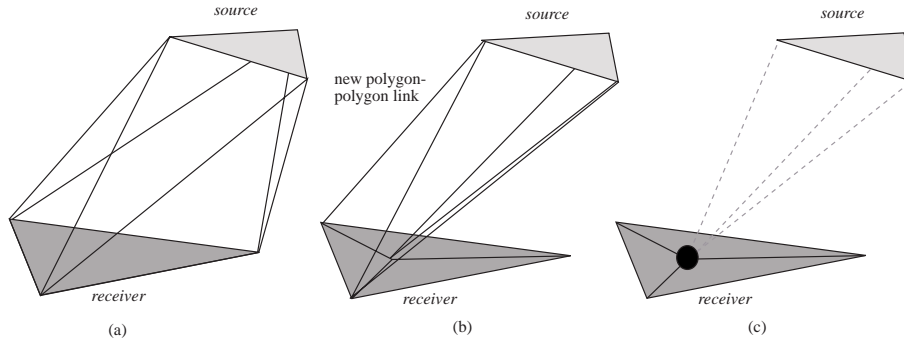 source
source
source
new polygon-
polygon link
receiver
receiver
receiver
(a)
(b)
(c)